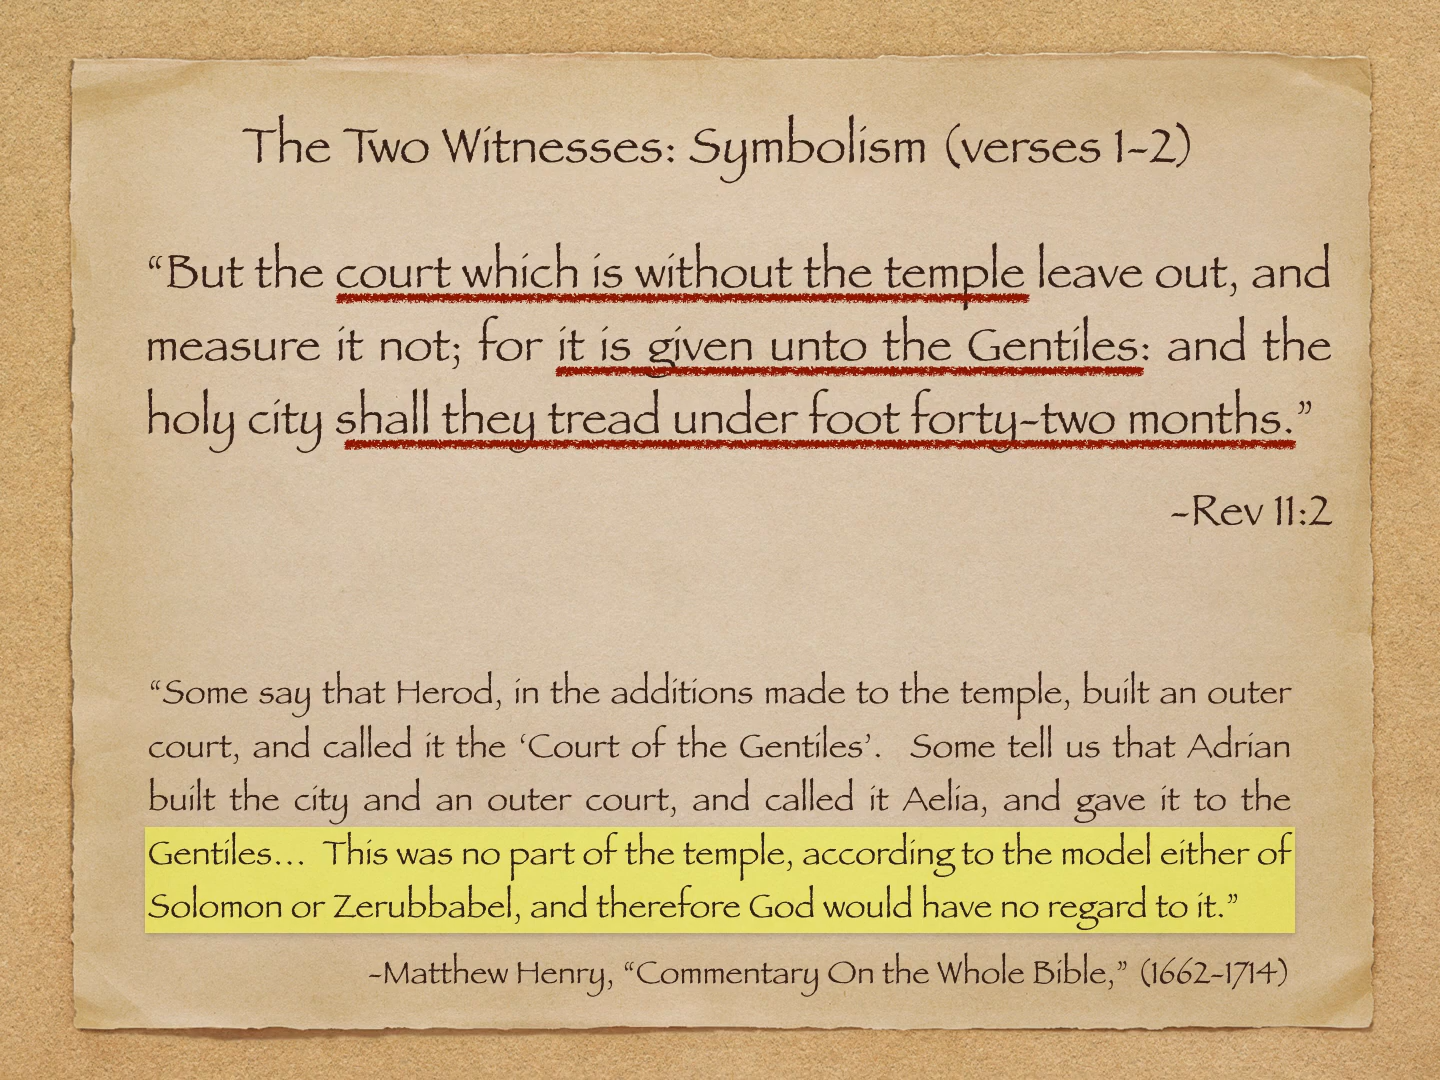 The Two Witnesses: Symbolism (verses 1-2)
“But the court which is without the temple leave out, and
measure it not; for it is given unto the Gentiles: and the
holy city shall they tread under foot forty-two months.”
-Rev 11:2
“Some say that Herod, in the additions made to the temple, built an outer
court, and called it the ‘Court of the Gentiles’. Some tell us that Adrian
built the city and an outer court, and called it Aelia, and gave it to the
Gentiles… This was no part of the temple, according to the model either of
Solomon or Zerubbabel, and therefore God would have no regard to it.”
-Matthew Henry, “Commentary On the Whole Bible,” (1662-1714)